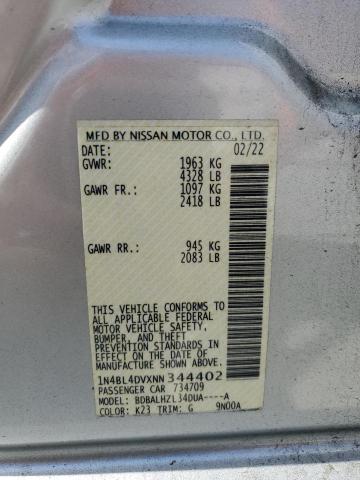 MFD BY NISSAN MOTOR CO., LTD.
DATE: 02/22
GVWR: 1963 KG
4328 LB
GAWR FR: 1097 KG
2418 LB
GAWR RR: 945 KG
2083 LB
THIS VEHICLE CONFORMS TO
ALL APPLICABLE FEDERAL
MOTOR VEHICLE SAFETY,
BUMPER, AND THEFT
PREVENTION STANDARDS IN
EFFECT ON THE DATE OF
MANUFACTURE SHOWN ABOVE.
1N4BL4DVXNN344402
PASSENGER CAR 734709
MODEL: BDBALHZL34DUA----A
COLOR: K23 TRIM: G 9N00A